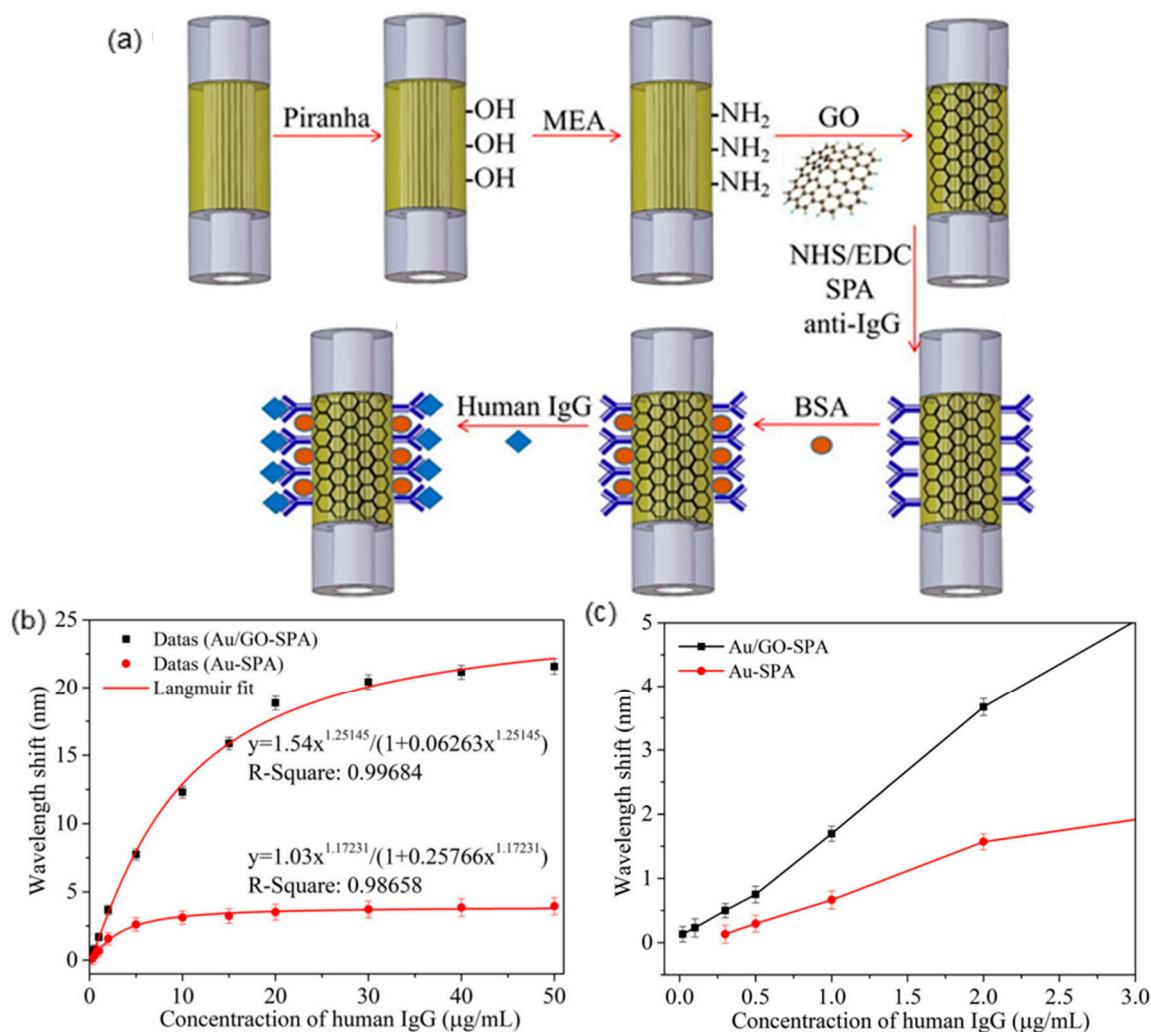 (a)
Piranha
-OH
-OH
-OH
MEA
-NH2
-NH2
-NH2
GO
NHS/EDC
SPA
anti-IgG
Human IgG
BSA
(b)
25
20
15
10
5
0
Wavelength shift (nm)
Datas (Au/GO-SPA)
Datas (Au-SPA)
Langmuir fit
y=1.54x^1.25145/(1+0.06263x^1.25145)
R-Square: 0.99684
y=1.03x^1.17231/(1+0.25766x^1.17231)
R-Square: 0.98658
0 10 20 30 40 50
Concentraction of human IgG (μg/mL)
(c)
5
4
3
2
1
0
Wavelength shift (nm)
Au/GO-SPA
Au-SPA
0.0 0.5 1.0 1.5 2.0 2.5 3.0
Concentraction of human IgG (μg/mL)